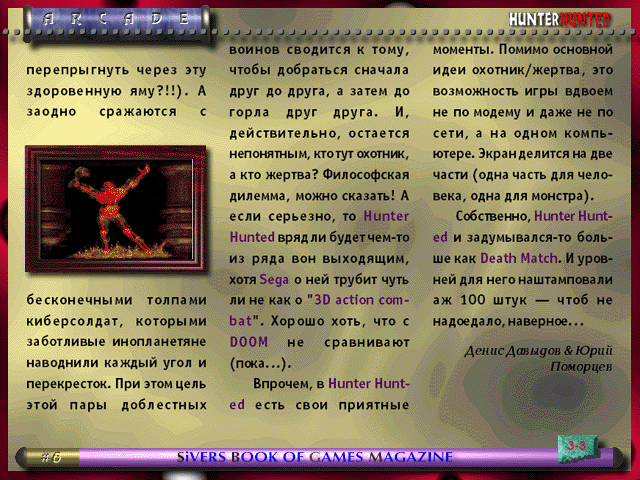 ARCADE
HUNTER HUNTED
перепрыгнуть через эту
здоровенную яму?!!). А
заодно сражаются с
бесконечными толпами
киберсолдат, которыми
заботливые инопланетяне
наводнили каждый угол и
перекресток. При этом цель
этой пары доблестных
воинов сводится к тому,
чтобы добраться сначала
друг до друга, а затем до
горла друг друга. И,
действительно, остается
непонятным, кто тут охотник,
а кто жертва? Философская
дилемма, можно сказать! А
если серьезно, то Hunter
Hunted вряд ли будет чем-то
из ряда вон выходящим,
хотя Sega о ней трубит чуть
ли не как о "3D action com-
bat". Хорошо хоть, что с
DOOM не сравнивают
(пока...).
Впрочем, в Hunter Hunt-
ed есть свои приятные
моменты. Помимо основной
идеи охотник/жертва, это
возможность игры вдвоем
не по модему и даже не по
сети, а на одном компь-
ютере. Экран делится на две
части (одна часть для чело-
века, одна для монстра).
Собственно, Hunter Hunt-
ed и задумывался-то боль-
ше как Death Match. И уров-
ней для него наштамповали
аж 100 штук — чтоб не
надоедало, наверное...
Денис Давыдов & Юрий
Поморцев
#6
SiVERS BOOK OF GAMES MAGAZINE
3-3